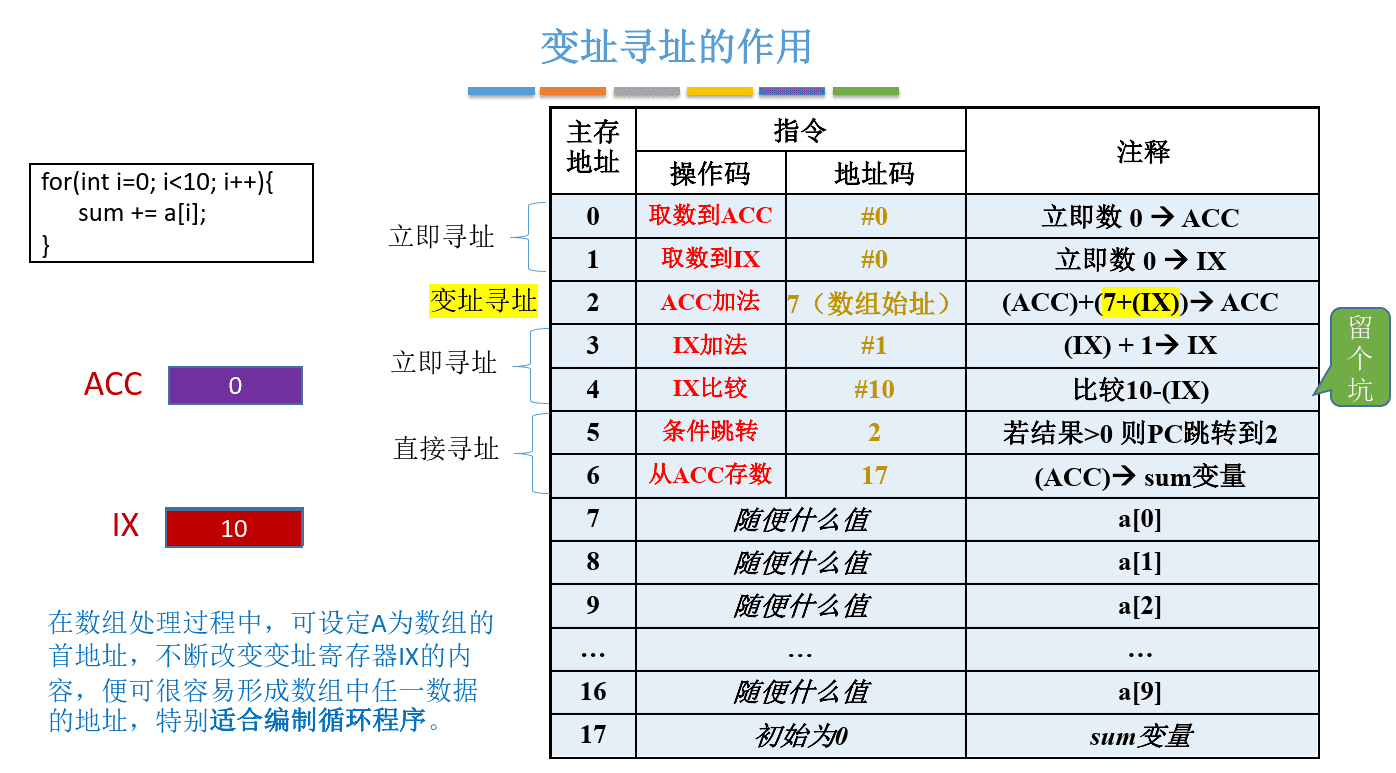 变址寻址的作用
for(int i=0; i<10; i++){
sum += a[i];
}
立即寻址
变址寻址
立即寻址
直接寻址
ACC 0
IX 10
在数组处理过程中，可设定A为数组的
首地址，不断改变变址寄存器IX的内
容，便可很容易形成数组中任一数据
的地址，特别适合编制循环程序。
主存地址 指令 注释
操作码 地址码
0 取数到ACC #0 立即数 0 → ACC
1 取数到IX #0 立即数 0 → IX
2 ACC加法 7（数组始址） (ACC)+(7+(IX))→ ACC
3 IX加法 #1 (IX) + 1→ IX
4 IX比较 #10 比较10-(IX)
5 条件跳转 2 若结果>0 则PC跳转到2
6 从ACC存数 17 (ACC)→ sum变量
7 随便什么值 a[0]
8 随便什么值 a[1]
9 随便什么值 a[2]
… … …
16 随便什么值 a[9]
17 初始为0 sum变量
留
个
坑